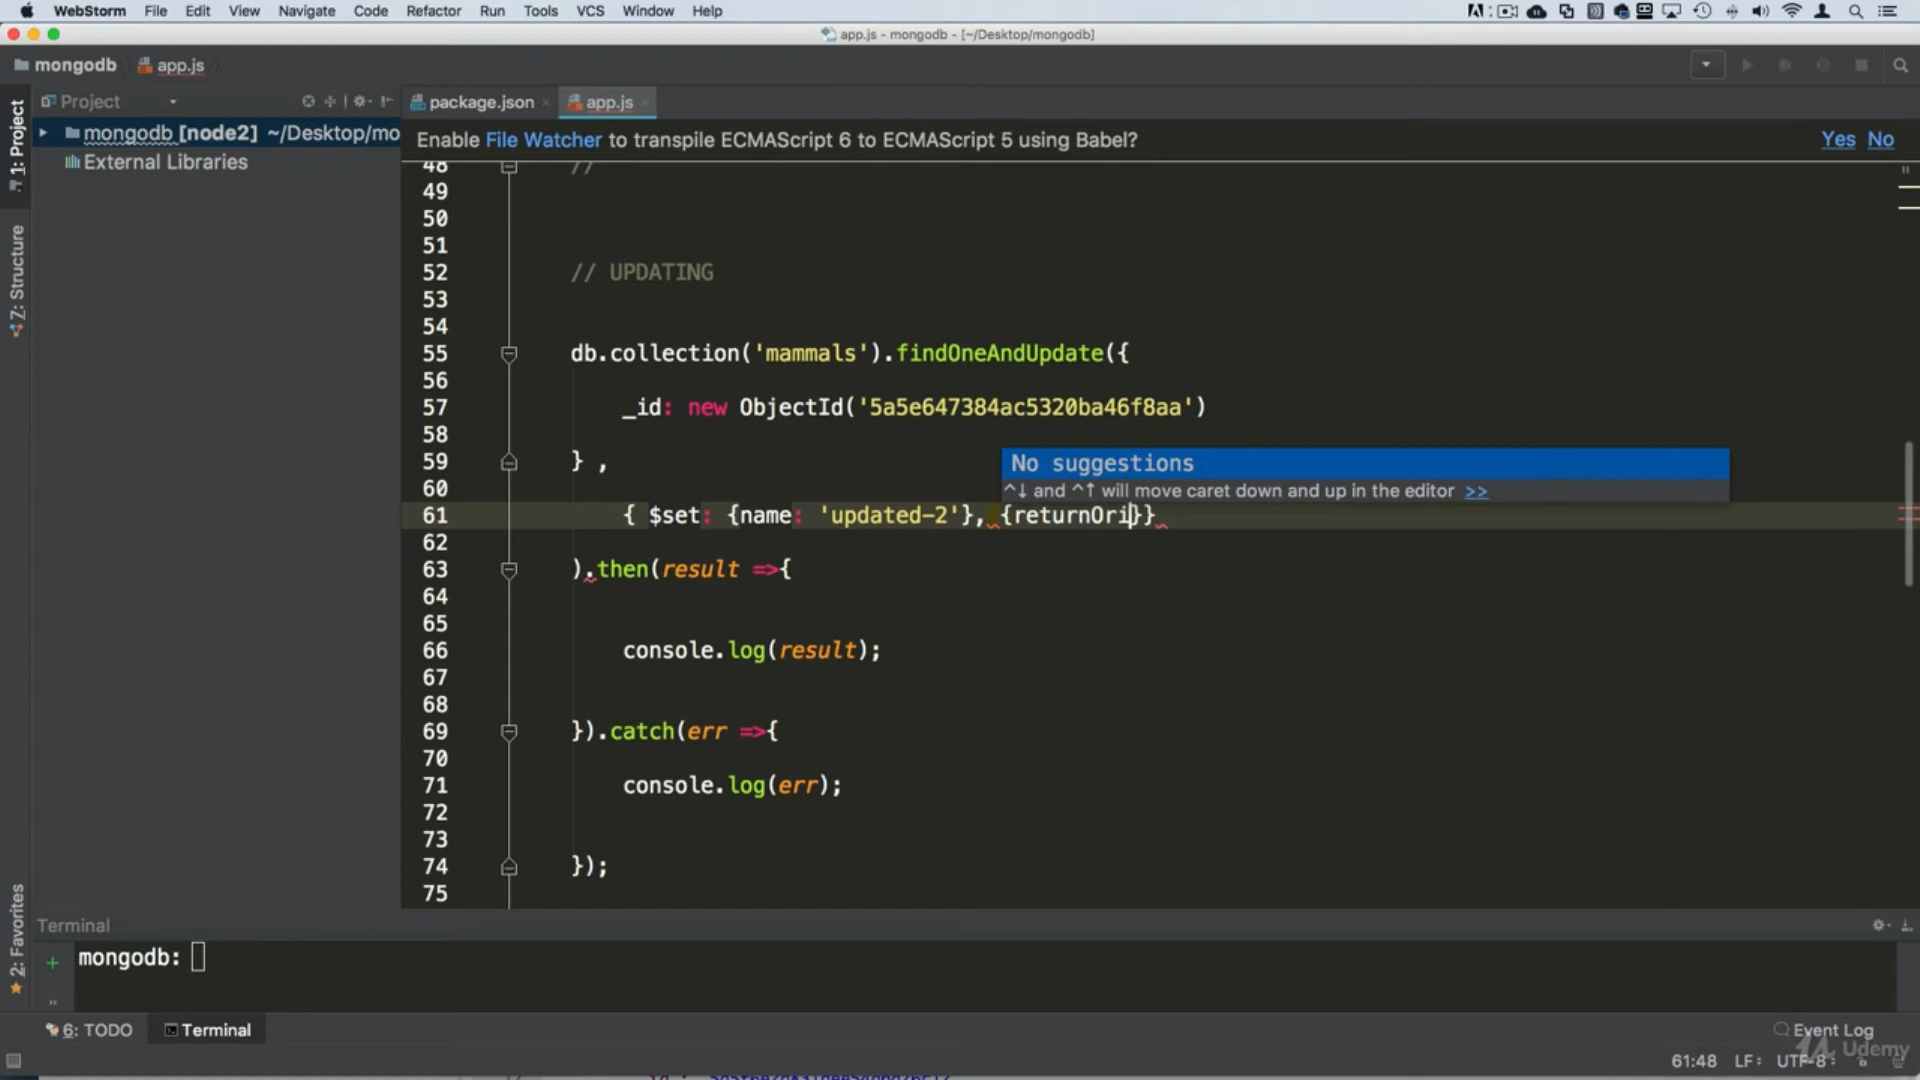 WebStorm File Edit View Navigate Code Refactor Run Tools VCS Window Help
app.js - mongodb - [~/Desktop/mongodb]
mongodb app.js
Project package.json app.js
1: Project
7: Structure
2: Favorites
mongodb [node2] ~/Desktop/mo
External Libraries
Enable File Watcher to transpile ECMAScript 6 to ECMAScript 5 using Babel? Yes No
48 //
49
50
51
52 // UPDATING
53
54
55 db.collection('mammals').findOneAndUpdate({
56
57 _id: new ObjectId('5a5e647384ac5320ba46f8aa')
58
59 } ,
No suggestions
^↓ and ^↑ will move caret down and up in the editor >>
60
61 { $set: {name: 'updated-2'}, {returnOri}}
62
63 ).then(result =>{
64
65
66 console.log(result);
67
68
69 }).catch(err =>{
70
71 console.log(err);
72
73
74 });
75
Terminal
mongodb:
6: TODO Terminal Event Log
Udemy
61:48 LF: UTF-8: